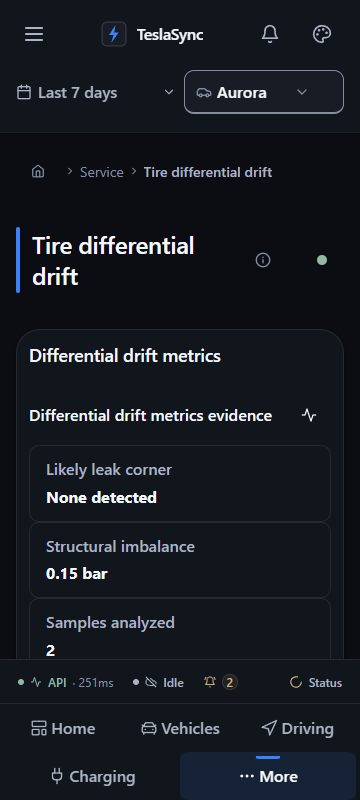 TeslaSync
Last 7 days
Aurora
Service
Tire differential drift
Tire differential
drift
Differential drift metrics
Differential drift metrics evidence
Likely leak corner
None detected
Structural imbalance
0.15 bar
Samples analyzed
2
API · 251ms
Idle
2
Status
Home
Vehicles
Driving
Charging
More